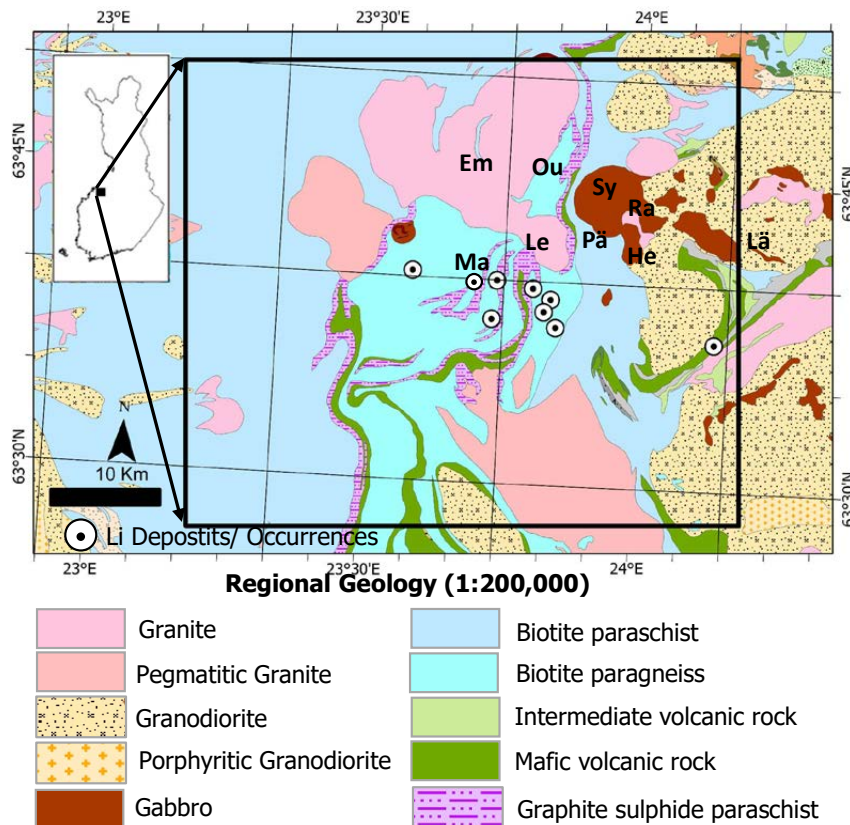 23°E 23°30'E 24°E
63°45'N
63°45'N
Em Ou
Sy
Ra
Le Pä Lä
Ma He
63°30'N
N
10 Km
63°30'N
Li Depostits/ Occurrences
23°E 23°30'E 24°E
Regional Geology (1:200,000)
Granite
Biotite paraschist
Pegmatitic Granite
Biotite paragneiss
Granodiorite
Intermediate volcanic rock
Porphyritic Granodiorite
Mafic volcanic rock
Gabbro
Graphite sulphide paraschist